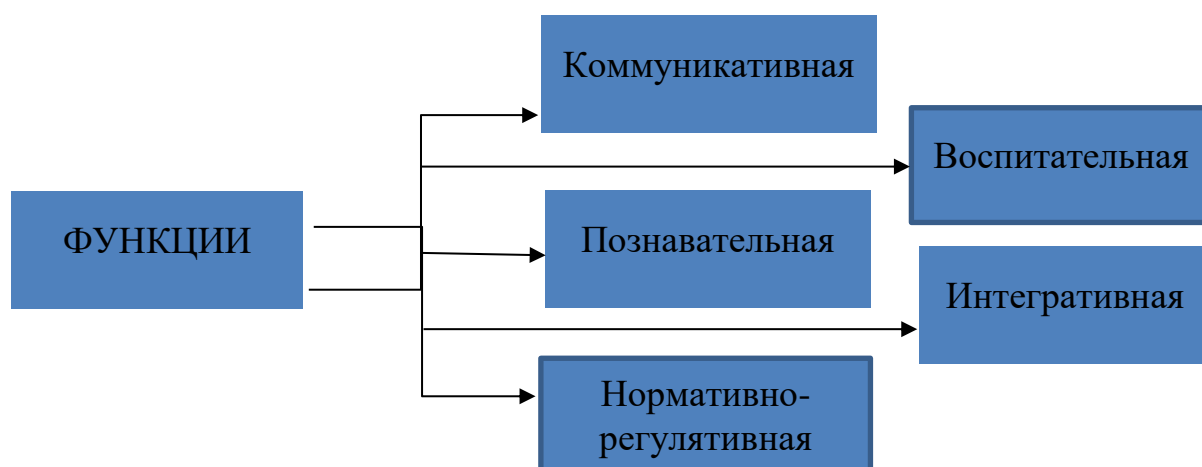 Коммуникативная
Воспитательная
ФУНКЦИИ
Познавательная
Интегративная
Нормативно-
регулятивная